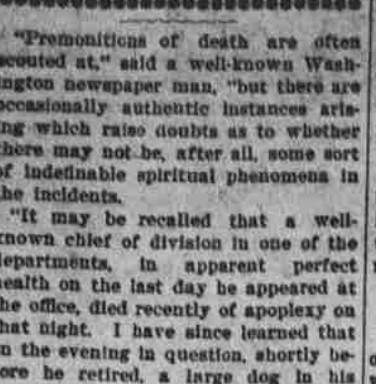 "Premonitions of death are often
scouted at," said a well-known Wash-
ington newspaper man, "but there are
occasionally authentic instances aris-
ing which raise doubts as to whether
there may not be, after all, some sort
of indefinable spiritual phenomena in
the incidents.
"It may be recalled that a well-
known chief of division in one of the
departments, in apparent perfect
health on the last day he appeared at
the office, died recently of apoplexy on
that night. I have since learned that
on the evening in question, shortly be-
fore he retired, a large dog in his